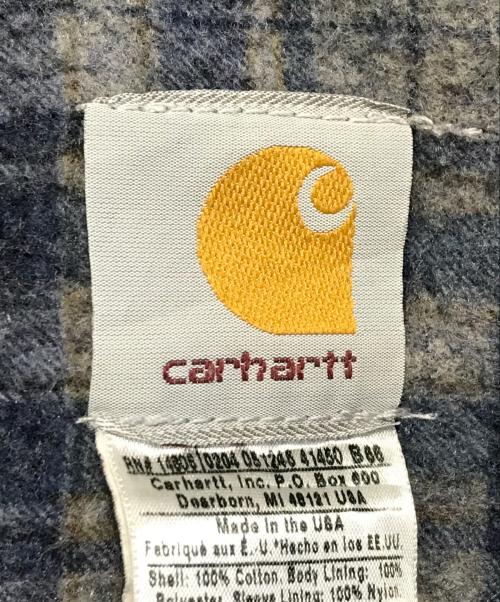 carhartt
RN# 14806 0204 051245 41450 B66
Carhartt, Inc. P.O. Box 600
Dearborn, MI 48121 USA
Made in the USA
Fabriqué aux É.-U.*Hecho en los EE.UU.
Shell: 100% Cotton. Body Lining: 100%
Polyester. Sleeve Lining: 100% Nylon.